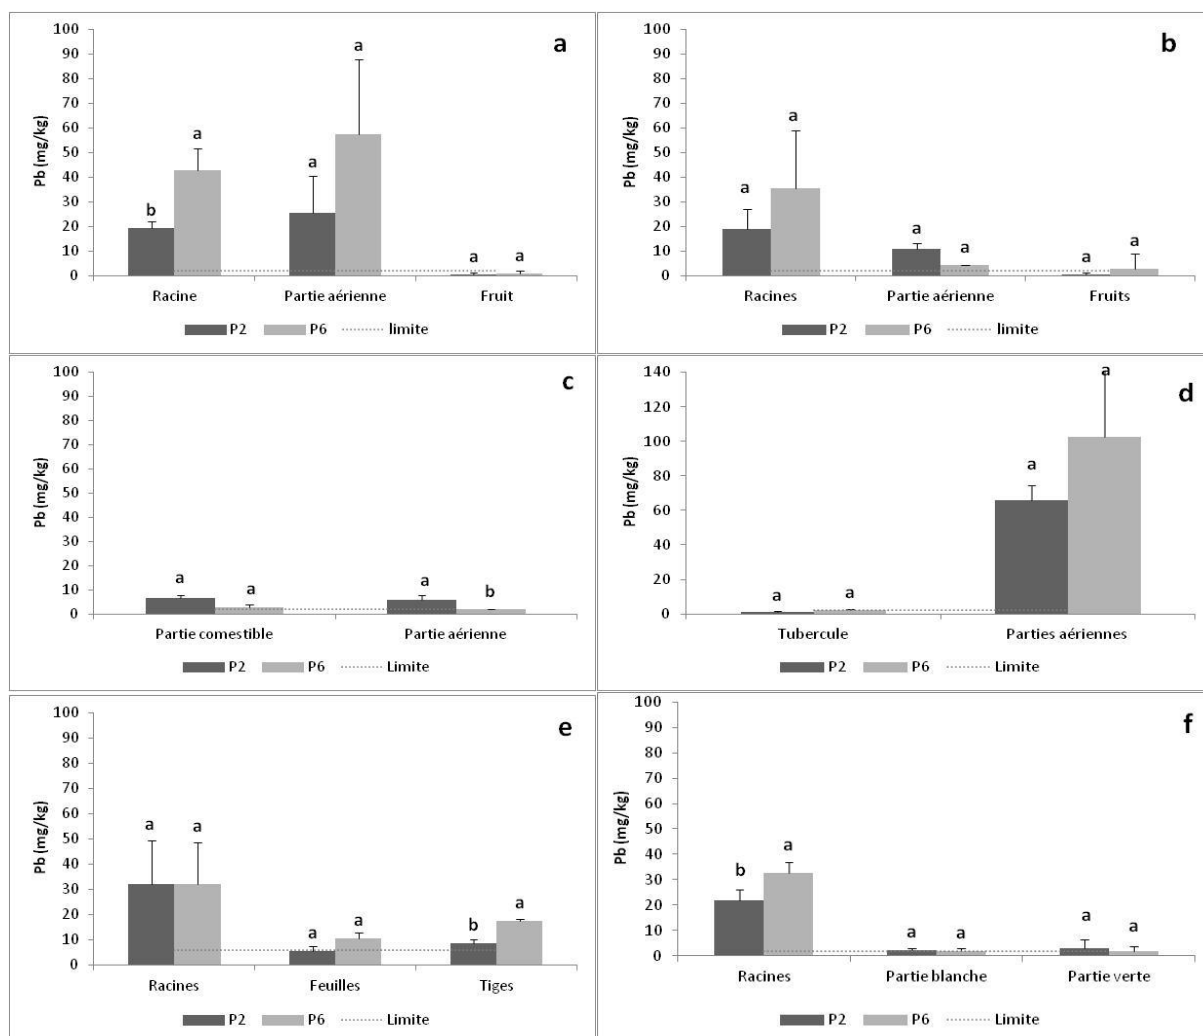 a
Pb (mg/kg)
100
90
80
70
60
50
40
30
20
10
0
b a a a a a
Racine Partie aérienne Fruit
P2 P6 limite
b
Pb (mg/kg)
100
90
80
70
60
50
40
30
20
10
0
a a a a a a
Racines Partie aérienne Fruits
P2 P6 limite
c
Pb (mg/kg)
100
90
80
70
60
50
40
30
20
10
0
a a a b
Partie comestible Partie aérienne
P2 P6 Limite
d
Pb (mg/kg)
140
120
100
80
60
40
20
0
a a a a
Tubercule Parties aériennes
P2 P6 Limite
e
Pb (mg/kg)
100
90
80
70
60
50
40
30
20
10
0
a a a a b a
Racines Feuilles Tiges
P2 P6 Limite
f
Pb (mg/kg)
100
90
80
70
60
50
40
30
20
10
0
b a a a a a
Racines Partie blanche Partie verte
P2 P6 Limite